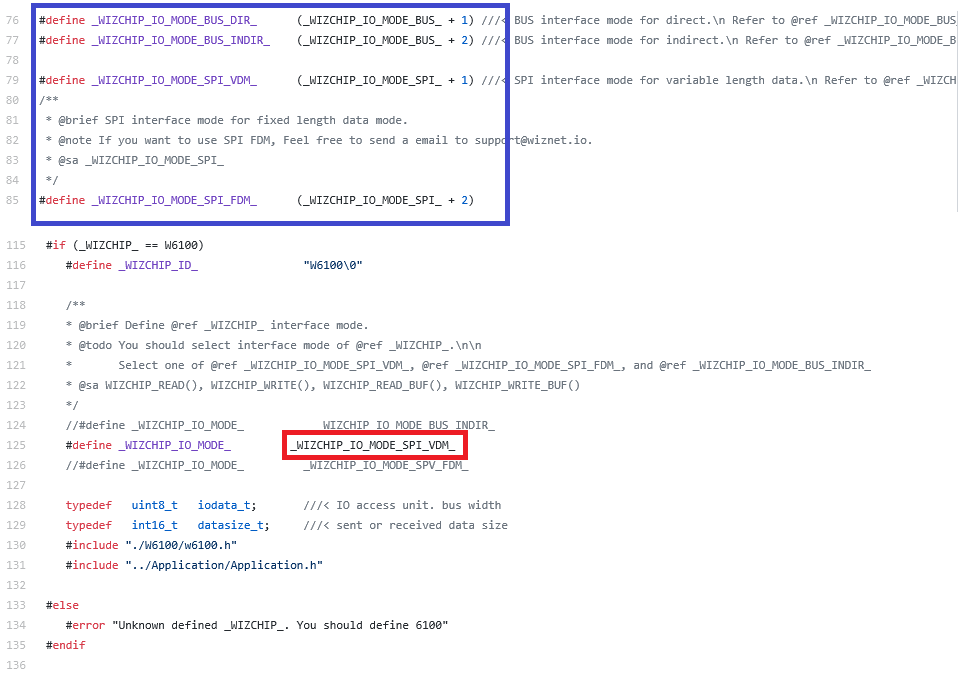 76 #define _WIZCHIP_IO_MODE_BUS_DIR_ (_WIZCHIP_IO_MODE_BUS_ + 1) ///< BUS interface mode for direct.\n Refer to @ref _WIZCHIP_IO_MODE_BUS_
77 #define _WIZCHIP_IO_MODE_BUS_INDIR_ (_WIZCHIP_IO_MODE_BUS_ + 2) ///< BUS interface mode for indirect.\n Refer to @ref _WIZCHIP_IO_MODE_B
78
79 #define _WIZCHIP_IO_MODE_SPI_VDM_ (_WIZCHIP_IO_MODE_SPI_ + 1) ///< SPI interface mode for variable length data.\n Refer to @ref _WIZCH
80 /**
81 * @brief SPI interface mode for fixed length data mode.
82 * @note If you want to use SPI FDM, Feel free to send a email to support@wiznet.io.
83 * @sa _WIZCHIP_IO_MODE_SPI_
84 */
85 #define _WIZCHIP_IO_MODE_SPI_FDM_ (_WIZCHIP_IO_MODE_SPI_ + 2)
115 #if (_WIZCHIP_ == W6100)
116 #define _WIZCHIP_ID_ "W6100\0"
117
118 /**
119 * @brief Define @ref _WIZCHIP_ interface mode.
120 * @todo You should select interface mode of @ref _WIZCHIP_.\n\n
121 * Select one of @ref _WIZCHIP_IO_MODE_SPI_VDM_, @ref _WIZCHIP_IO_MODE_SPI_FDM_, and @ref _WIZCHIP_IO_MODE_BUS_INDIR_
122 * @sa WIZCHIP_READ(), WIZCHIP_WRITE(), WIZCHIP_READ_BUF(), WIZCHIP_WRITE_BUF()
123 */
124 //#define _WIZCHIP_IO_MODE_ _WIZCHIP_IO_MODE_BUS_INDIR_
125 #define _WIZCHIP_IO_MODE_ _WIZCHIP_IO_MODE_SPI_VDM_
126 //#define _WIZCHIP_IO_MODE_ _WIZCHIP_IO_MODE_SPV_FDM_
127
128 typedef uint8_t iodata_t; ///< IO access unit. bus width
129 typedef int16_t datasize_t; ///< sent or received data size
130 #include "./W6100/w6100.h"
131 #include "../Application/Application.h"
132
133 #else
134 #error "Unknown defined _WIZCHIP_. You should define 6100"
135 #endif
136